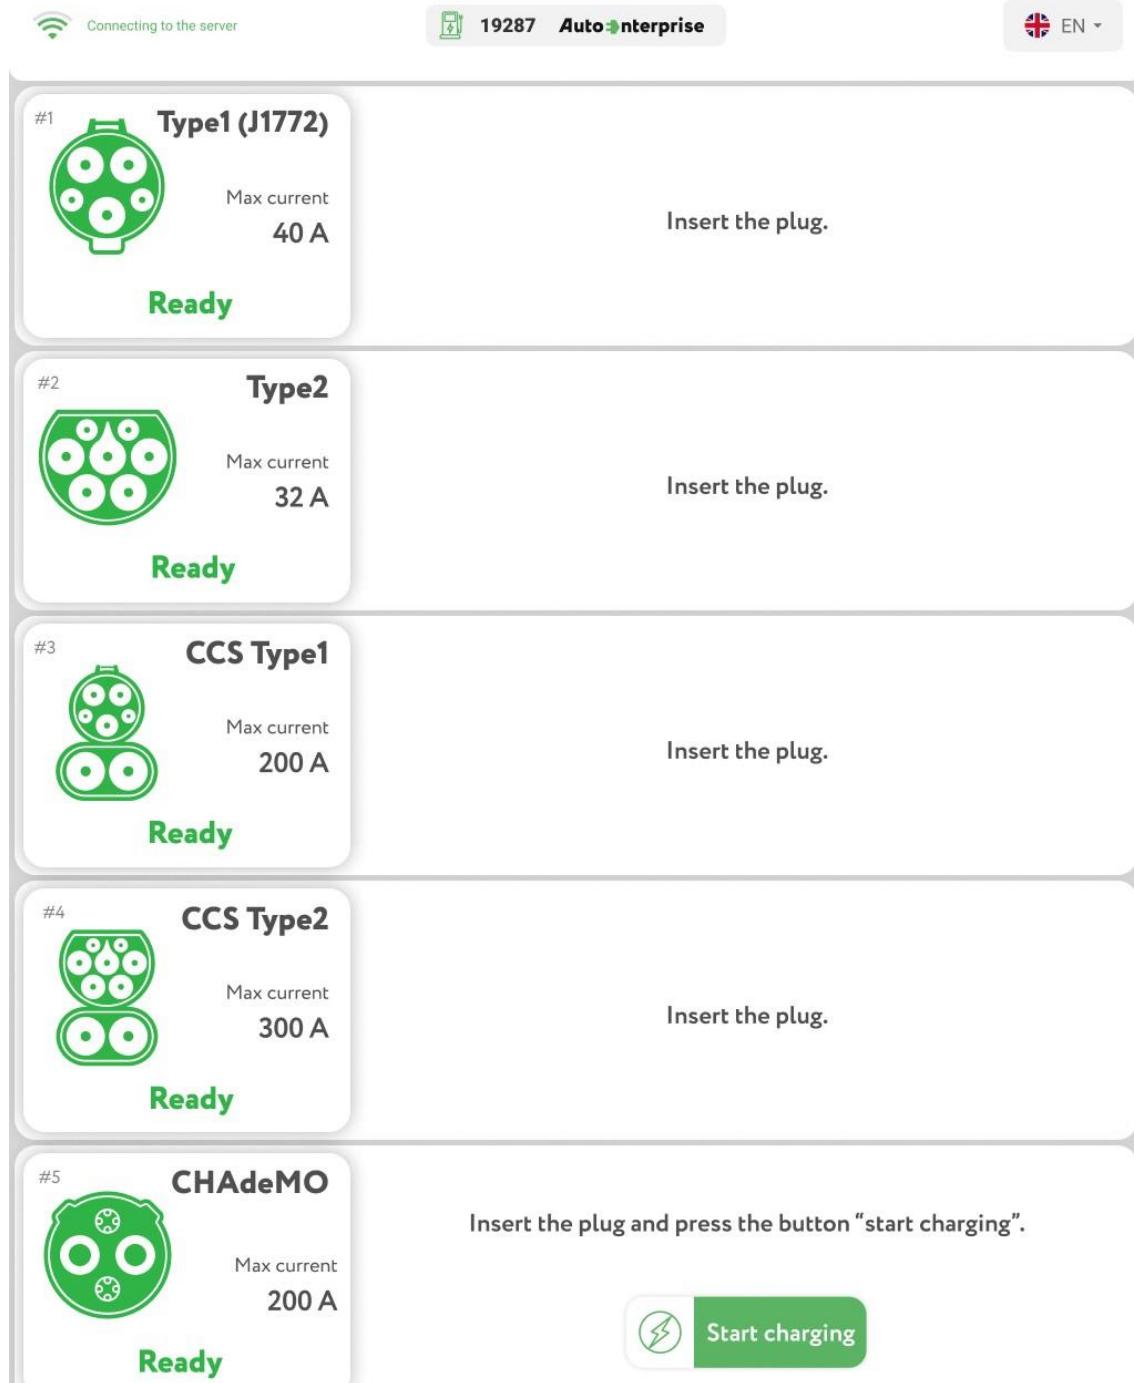 Connecting to the server
19287 Auto Enterprise
EN
#1
Type1 (J1772)
Max current
40 A
Ready
Insert the plug.
#2
Type2
Max current
32 A
Ready
Insert the plug.
#3
CCS Type1
Max current
200 A
Ready
Insert the plug.
#4
CCS Type2
Max current
300 A
Ready
Insert the plug.
#5
CHAdeMO
Max current
200 A
Ready
Insert the plug and press the button “start charging”.
Start charging